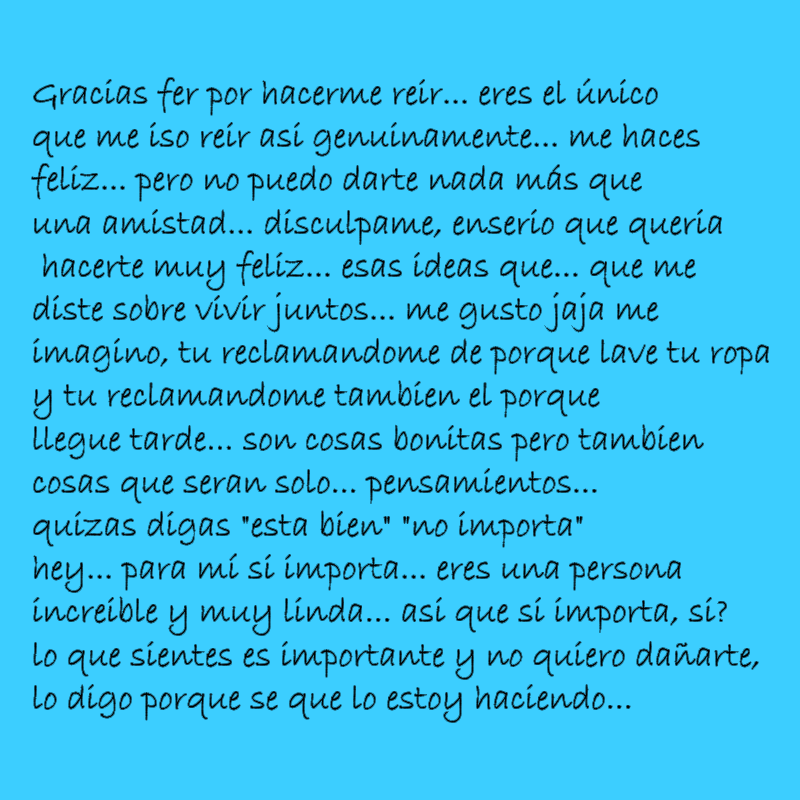 Gracias fer por hacerme reir... eres el único
que me iso reir asi genuinamente... me haces
feliz... pero no puedo darte nada más que
una amistad... disculpame, enserio que queria
hacerte muy feliz... esas ideas que... que me
diste sobre vivir juntos... me gusto jaja me
imagino, tu reclamandome de porque lave tu ropa
y tu reclamandome tambien el porque
llegue tarde... son cosas bonitas pero tambien
cosas que seran solo... pensamientos...
quizas digas "esta bien" "no importa"
hey... para mí si importa... eres una persona
increible y muy linda... asi que si importa, si?
lo que sientes es importante y no quiero dañarte,
lo digo porque se que lo estoy haciendo...